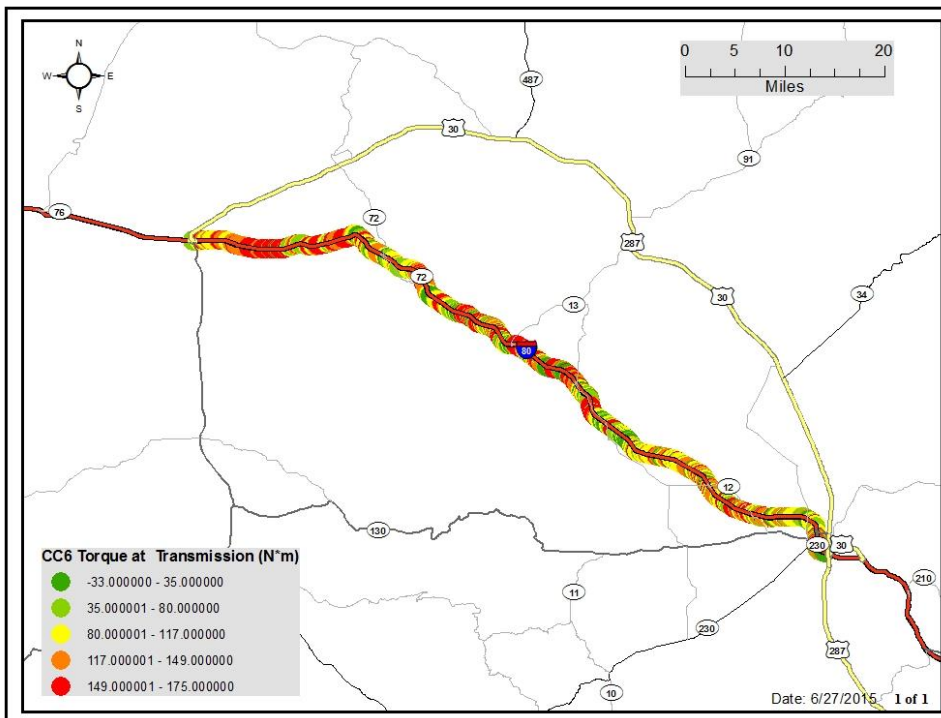 N
W E
S
0 5 10 20
Miles
487
30
91
76
72
287
72
30
34
13
80
12
130
230
30
210
11
230
287
10
CC6 Torque at Transmission (N*m)
-33.000000 - 35.000000
35.000001 - 80.000000
80.000001 - 117.000000
117.000001 - 149.000000
149.000001 - 175.000000
Date: 6/27/2015 1 of 1